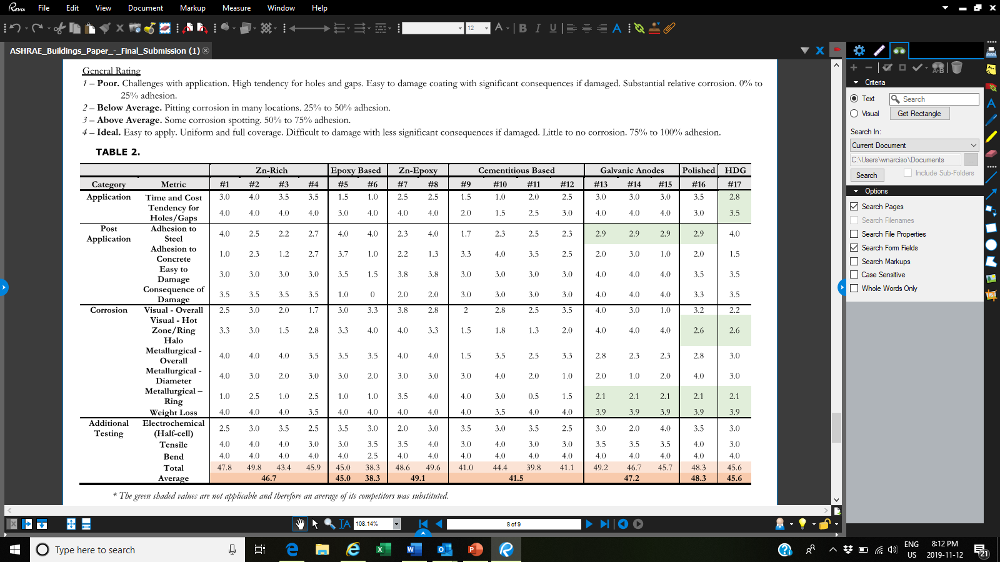 Revu File Edit View Document Markup Measure Window Help
12
ASHRAE_Buildings_Paper_-_Final_Submission (1)
General Rating
1 – Poor. Challenges with application. High tendency for holes and gaps. Easy to damage coating with significant consequences if damaged. Substantial relative corrosion. 0% to
25% adhesion.
2 – Below Average. Pitting corrosion in many locations. 25% to 50% adhesion.
3 – Above Average. Some corrosion spotting. 50% to 75% adhesion.
4 – Ideal. Easy to apply. Uniform and full coverage. Difficult to damage with less significant consequences if damaged. Little to no corrosion. 75% to 100% adhesion.
TABLE 2.
Zn-Rich Epoxy Based Zn-Epoxy Cementitious Based Galvanic Anodes Polished HDG
Category Metric #1 #2 #3 #4 #5 #6 #7 #8 #9 #10 #11 #12 #13 #14 #15 #16 #17
Application Time and Cost 3.0 4.0 3.5 3.5 1.5 1.0 2.5 2.5 1.5 1.0 2.0 2.5 3.0 3.0 3.0 3.5 2.8
Tendency for
Holes/Gaps 4.0 4.0 4.0 4.0 3.0 4.0 4.0 4.0 2.0 1.5 2.5 3.0 4.0 4.0 4.0 3.0 3.5
Post Adhesion to
Application Steel 4.0 2.5 2.2 2.7 4.0 4.0 2.3 4.0 1.7 2.3 2.5 2.3 2.9 2.9 2.9 2.9 4.0
Adhesion to
Concrete 1.0 2.3 1.2 2.7 3.7 1.0 2.2 1.3 3.3 4.0 3.5 2.5 2.0 3.0 1.0 2.0 1.5
Easy to
Damage 3.0 3.0 3.0 3.0 3.5 1.5 3.8 3.8 3.0 3.0 3.0 3.0 4.0 4.0 4.0 3.5 3.5
Consequence of
Damage 3.5 3.5 3.5 3.5 1.0 0 2.0 2.0 3.0 3.0 3.0 3.0 4.0 4.0 4.0 3.3 3.5
Corrosion Visual - Overall 2.5 3.0 2.0 1.7 3.0 3.3 3.8 2.8 2 2.8 2.5 3.5 4.0 3.0 1.0 3.2 2.2
Visual - Hot
Zone/Ring 3.3 3.0 1.5 2.8 3.3 4.0 4.0 3.3 1.5 1.8 1.3 2.0 4.0 4.0 4.0 2.6 2.6
Halo
Metallurgical -
Overall 4.0 4.0 4.0 3.5 3.5 3.5 4.0 4.0 1.5 3.5 2.5 3.3 2.8 2.3 2.3 2.8 3.0
Metallurgical -
Diameter 4.0 3.0 2.0 3.0 3.0 2.0 3.0 3.0 3.0 4.0 2.0 1.0 2.0 1.0 2.0 4.0 3.0
Metallurgical –
Ring 1.0 2.5 1.0 2.5 1.0 1.0 3.5 4.0 4.0 3.0 0.5 1.5 2.1 2.1 2.1 2.1 2.1
Weight Loss 4.0 4.0 4.0 3.5 4.0 4.0 4.0 4.0 4.0 3.5 4.0 4.0 3.9 3.9 3.9 3.9 3.9
Additional Electrochemical
Testing (Half-cell) 2.5 3.0 3.5 2.5 3.5 3.0 2.0 3.0 3.5 3.0 3.5 2.5 3.0 2.0 4.0 3.5 3.0
Tensile 4.0 4.0 4.0 3.0 3.0 3.5 3.5 4.0 3.0 4.0 3.0 3.0 3.5 3.5 3.5 4.0 3.0
Bend 4.0 4.0 4.0 4.0 4.0 2.5 4.0 4.0 4.0 4.0 4.0 4.0 4.0 4.0 4.0 4.0 4.0
Total 47.8 49.8 43.4 45.9 45.0 38.3 48.6 49.6 41.0 44.4 39.8 41.1 49.2 46.7 45.7 48.3 45.6
Average 46.7 45.0 38.3 49.1 41.5 47.2 48.3 45.6
* The green shaded values are not applicable and therefore an average of its competitors was substituted.
Criteria
Text Search
Visual Get Rectangle
Search In:
Current Document
C:\Users\wnarciso\Documents ...
Search Include Sub-Folders
Options
Search Pages
Search Filenames
Search File Properties
Search Form Fields
Search Markups
Case Sensitive
Whole Words Only
108.14% 8 of 9
Type here to search
ENG
US
8:12 PM
2019-11-12
21